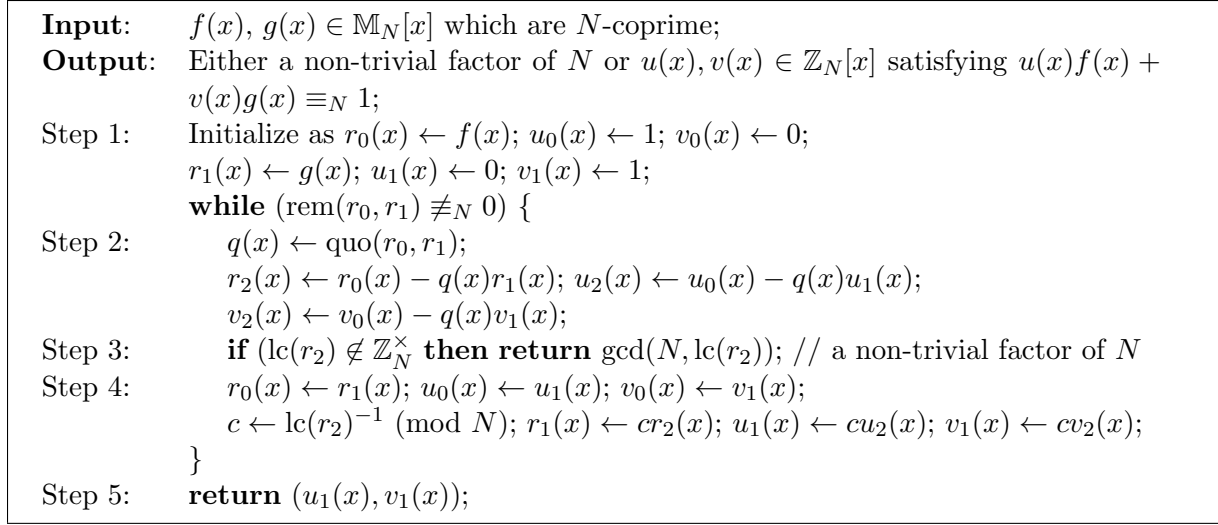 Input: f(x), g(x) ∈ 𝕄_N[x] which are N-coprime;
Output: Either a non-trivial factor of N or u(x), v(x) ∈ ℤ_N[x] satisfying u(x)f(x) +
v(x)g(x) ≡_N 1;
Step 1: Initialize as r_0(x) ← f(x); u_0(x) ← 1; v_0(x) ← 0;
r_1(x) ← g(x); u_1(x) ← 0; v_1(x) ← 1;
while (rem(r_0, r_1) ≢_N 0) {
Step 2: q(x) ← quo(r_0, r_1);
r_2(x) ← r_0(x) − q(x)r_1(x); u_2(x) ← u_0(x) − q(x)u_1(x);
v_2(x) ← v_0(x) − q(x)v_1(x);
Step 3: if (lc(r_2) ∉ ℤ_N^× then return gcd(N, lc(r_2)); // a non-trivial factor of N
Step 4: r_0(x) ← r_1(x); u_0(x) ← u_1(x); v_0(x) ← v_1(x);
c ← lc(r_2)^{−1} (mod N); r_1(x) ← cr_2(x); u_1(x) ← cu_2(x); v_1(x) ← cv_2(x);
}
Step 5: return (u_1(x), v_1(x));